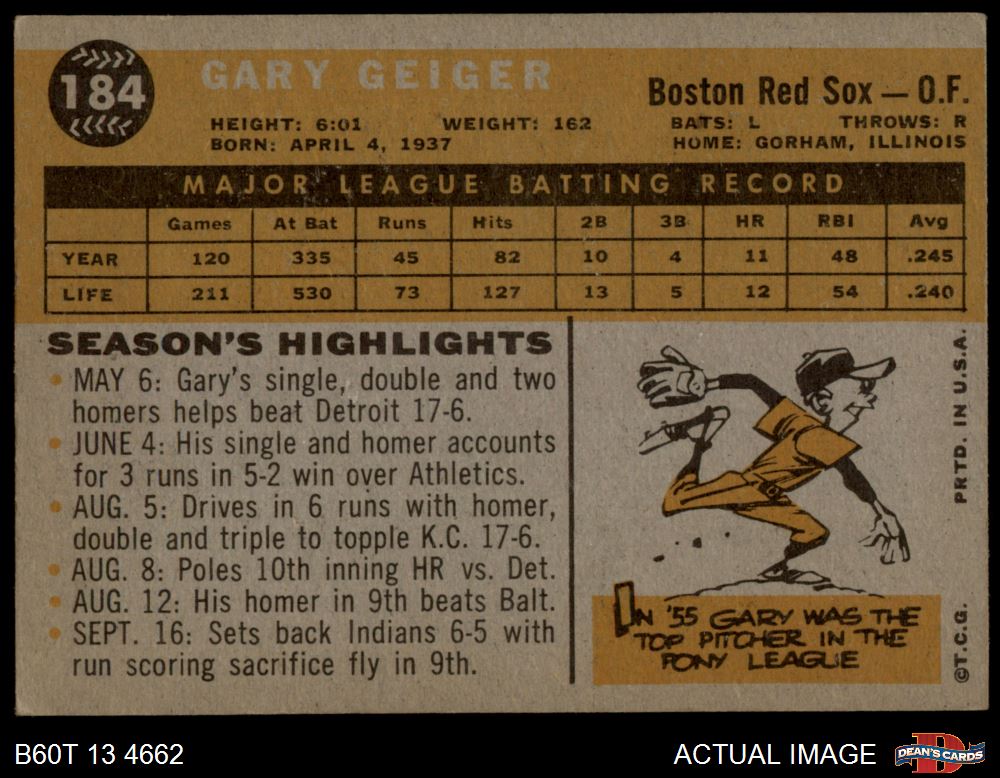 184
GARY GEIGER
Boston Red Sox — O.F.
HEIGHT: 6:01 WEIGHT: 162 BATS: L THROWS: R
BORN: APRIL 4, 1937 HOME: GORHAM, ILLINOIS
MAJOR LEAGUE BATTING RECORD
Games At Bat Runs Hits 2B 3B HR RBI Avg
YEAR 120 335 45 82 10 4 11 48 .245
LIFE 211 530 73 127 13 5 12 54 .240
SEASON'S HIGHLIGHTS
• MAY 6: Gary's single, double and two
homers helps beat Detroit 17-6.
• JUNE 4: His single and homer accounts
for 3 runs in 5-2 win over Athletics.
• AUG. 5: Drives in 6 runs with homer,
double and triple to topple K.C. 17-6.
• AUG. 8: Poles 10th inning HR vs. Det.
• AUG. 12: His homer in 9th beats Balt.
• SEPT. 16: Sets back Indians 6-5 with
run scoring sacrifice fly in 9th.
IN '55 GARY WAS THE
TOP PITCHER IN THE
PONY LEAGUE
©T.C.G. PRTD. IN U.S.A.
B60T 13 4662
ACTUAL IMAGE
DEAN'S CARDS